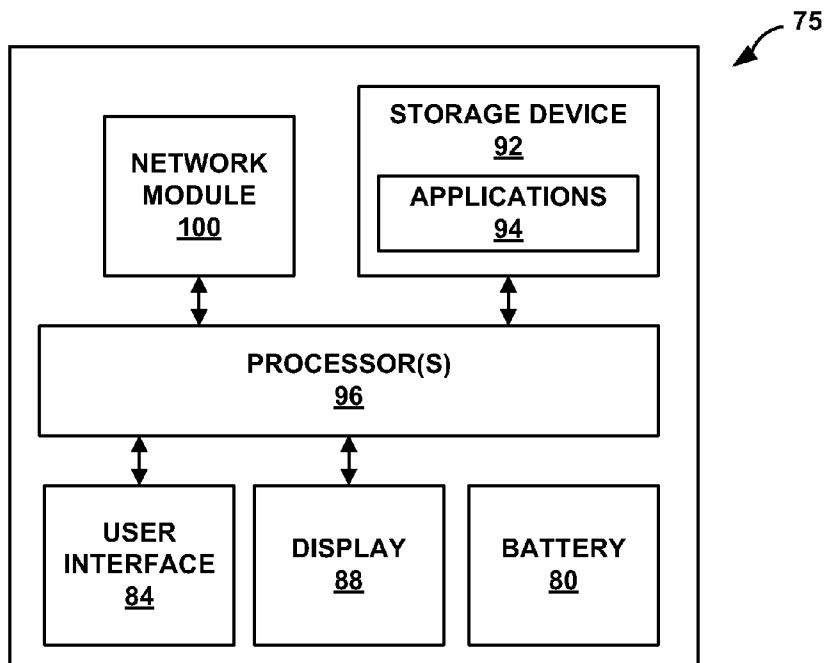 75
NETWORK
MODULE
100
STORAGE DEVICE
92
APPLICATIONS
94
PROCESSOR(S)
96
USER
INTERFACE
84
DISPLAY
88
BATTERY
80